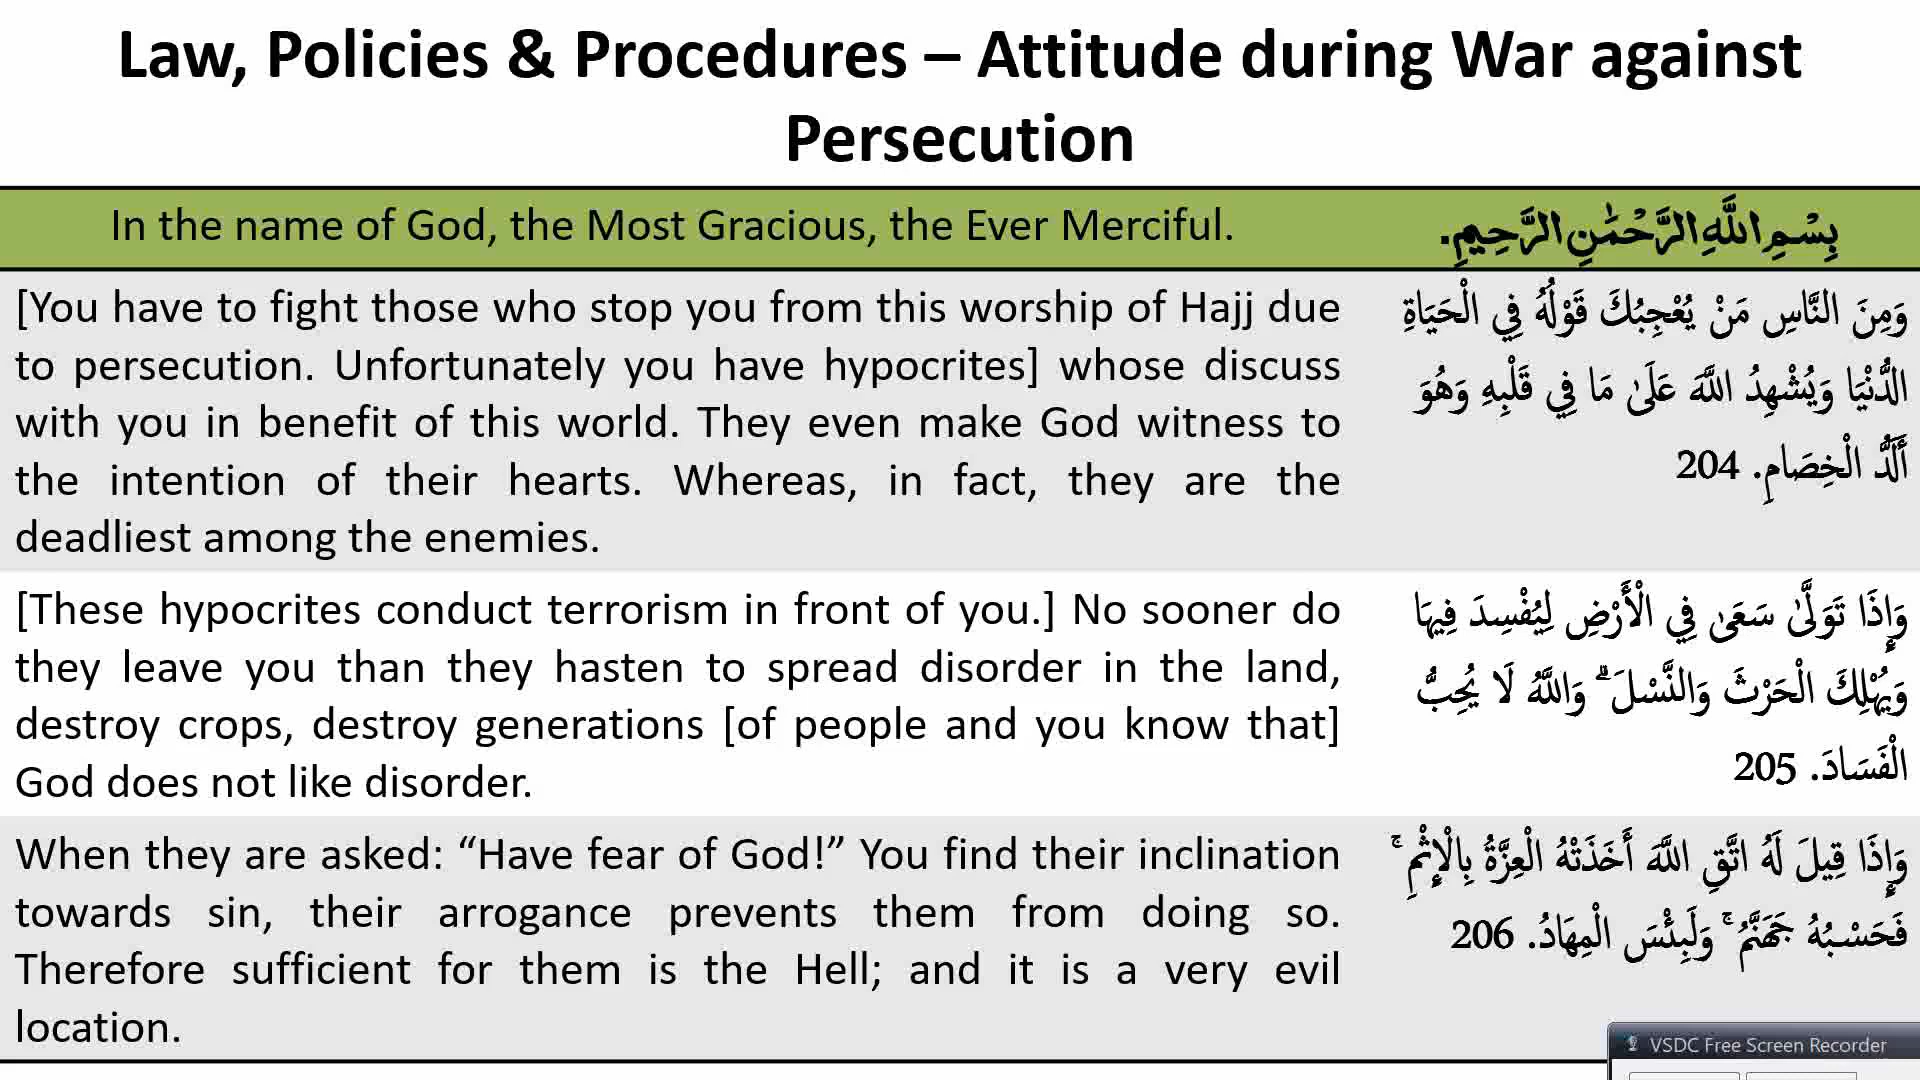 Law, Policies & Procedures – Attitude during War against
Persecution
In the name of God, the Most Gracious, the Ever Merciful.
بِسْمِ اللَّهِ الرَّحْمَٰنِ الرَّحِيمِ.
[You have to fight those who stop you from this worship of Hajj due
to persecution. Unfortunately you have hypocrites] whose discuss
with you in benefit of this world. They even make God witness to
the intention of their hearts. Whereas, in fact, they are the
deadliest among the enemies.
وَمِنَ النَّاسِ مَنْ يُعْجِبُكَ قَوْلُهُ فِي الْحَيَاةِ
الدُّنْيَا وَيُشْهِدُ اللَّهَ عَلَىٰ مَا فِي قَلْبِهِ وَهُوَ
أَلَدُّ الْخِصَامِ. 204
[These hypocrites conduct terrorism in front of you.] No sooner do
they leave you than they hasten to spread disorder in the land,
destroy crops, destroy generations [of people and you know that]
God does not like disorder.
وَإِذَا تَوَلَّىٰ سَعَىٰ فِي الْأَرْضِ لِيُفْسِدَ فِيهَا
وَيُهْلِكَ الْحَرْثَ وَالنَّسْلَ ۗ وَاللَّهُ لَا يُحِبُّ
الْفَسَادَ. 205
When they are asked: “Have fear of God!” You find their inclination
towards sin, their arrogance prevents them from doing so.
Therefore sufficient for them is the Hell; and it is a very evil
location.
وَإِذَا قِيلَ لَهُ اتَّقِ اللَّهَ أَخَذَتْهُ الْعِزَّةُ بِالْإِثْمِ ۚ
فَحَسْبُهُ جَهَنَّمُ ۚ وَلَبِئْسَ الْمِهَادُ. 206
VSDC Free Screen Recorder